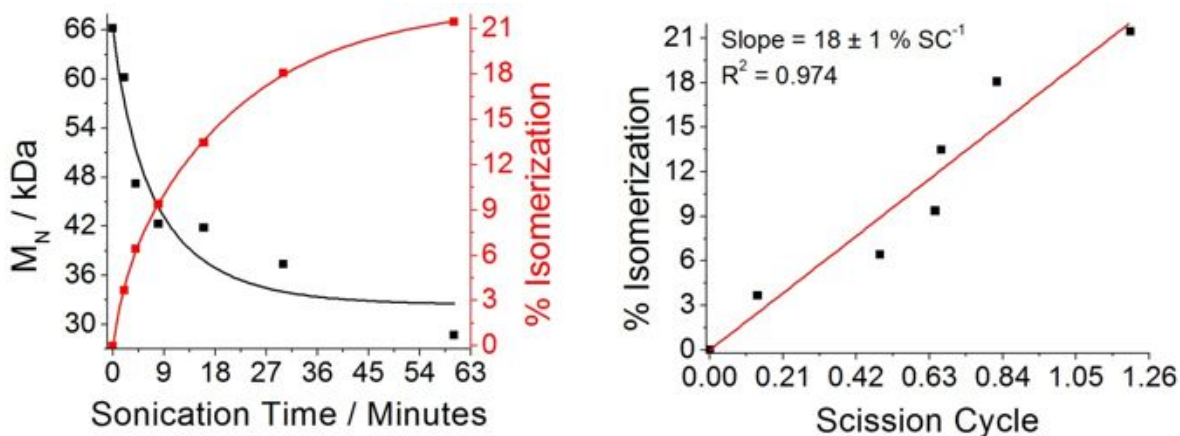 66
60
54
48
42
36
30
M_N / kDa
0 9 18 27 36 45 54 63
Sonication Time / Minutes
21
18
15
12
9
6
3
0
% Isomerization
Slope = 18 ± 1 % SC⁻¹
R² = 0.974
21
18
15
12
9
6
3
0
% Isomerization
0.00 0.21 0.42 0.63 0.84 1.05 1.26
Scission Cycle